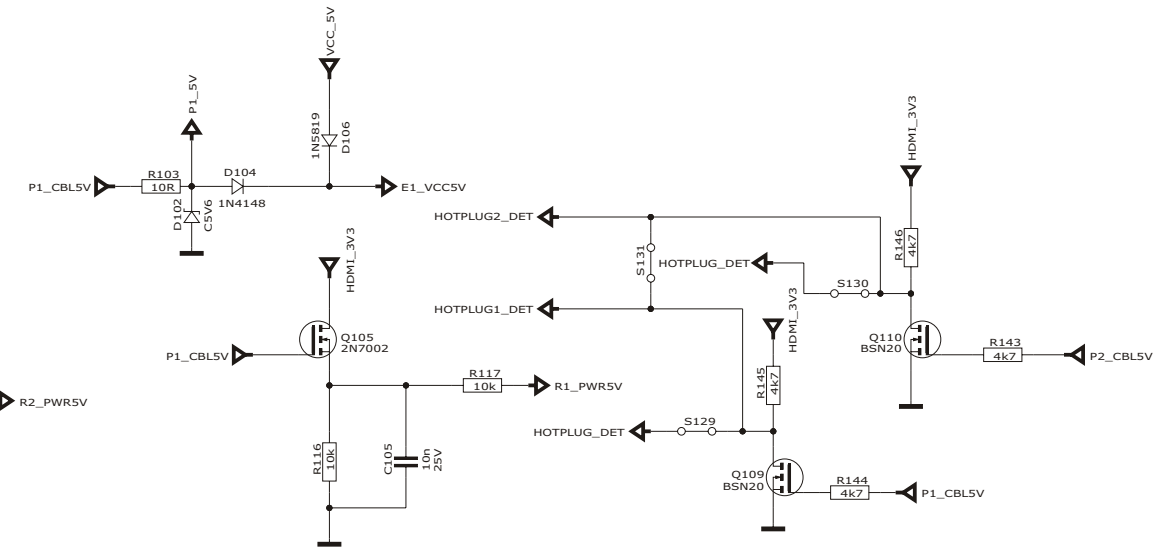 VCC_5V
P1_5V
1N5819
D106
HDMI_3V3
P1_CBL5V
R103
10R
D104
1N4148
E1_VCC5V
D102
C5V6
HOTPLUG2_DET
R146
4k7
HDMI_3V3
S131
HOTPLUG_DET
S130
HOTPLUG1_DET
HDMI_3V3
Q105
2N7002
Q110
BSN20
R143
4k7
P1_CBL5V
P2_CBL5V
R117
10k
R1_PWR5V
R145
4k7
R2_PWR5V
S129
HOTPLUG_DET
R116
10k
C105
10n
25V
Q109
BSN20
R144
4k7
P1_CBL5V